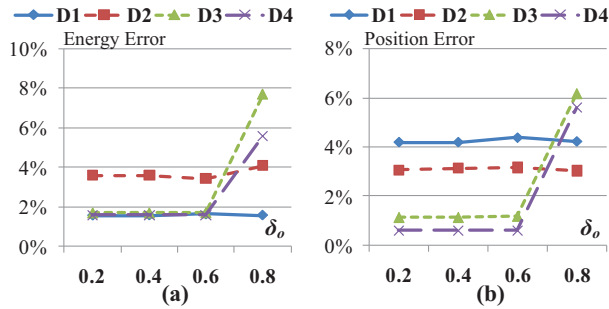 D1 D2 D3 D4 D1 D2 D3 D4
Energy Error
10%
8%
6%
4%
2%
0%
0.2 0.4 0.6 0.8
δo
(a)
Position Error
8%
6%
4%
2%
0%
0.2 0.4 0.6 0.8
δo
(b)